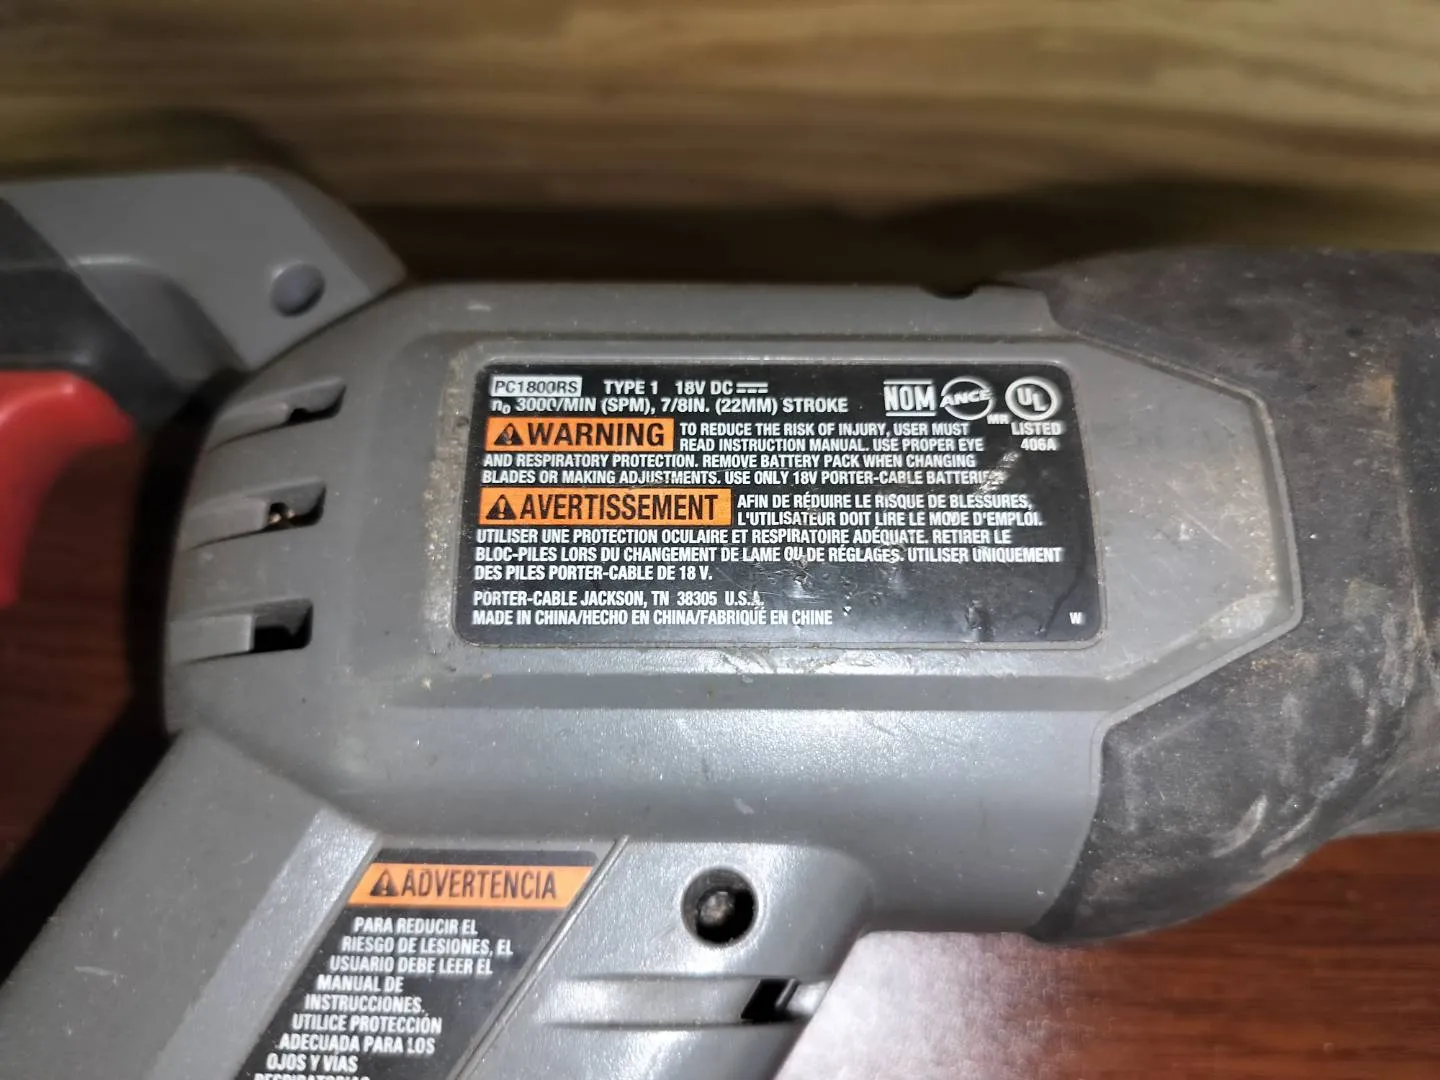 PC1800RS TYPE 1 18V DC
n₀ 3000/MIN (SPM), 7/8IN. (22MM) STROKE
NOM ANCE MR UL LISTED 406A
WARNING TO REDUCE THE RISK OF INJURY, USER MUST
READ INSTRUCTION MANUAL. USE PROPER EYE
AND RESPIRATORY PROTECTION. REMOVE BATTERY PACK WHEN CHANGING
BLADES OR MAKING ADJUSTMENTS. USE ONLY 18V PORTER-CABLE
AVERTISSEMENT AFIN DE RÉDUIRE LE RISQUE DE BLESSURES,
L'UTILISATEUR DOIT LIRE LE MODE D'EMPLOI.
UTILISER UNE PROTECTION OCULAIRE ET RESPIRATOIRE ADÉQUATE. RETIRER LE
BLOC-PILES LORS DU CHANGEMENT DE LAME OU DE RÉGLAGES. UTILISER UNIQUEMENT
DES PILES PORTER-CABLE DE 18 V.
PORTER-CABLE JACKSON, TN 38305 U.S.A.
MADE IN CHINA/HECHO EN CHINA/FABRIQUÉ EN CHINE
W
ADVERTENCIA
PARA REDUCIR EL
RIESGO DE LESIONES, EL
USUARIO DEBE LEER EL
MANUAL DE
INSTRUCCIONES.
UTILICE PROTECCIÓN
ADECUADA PARA LOS
OJOS Y VÍAS